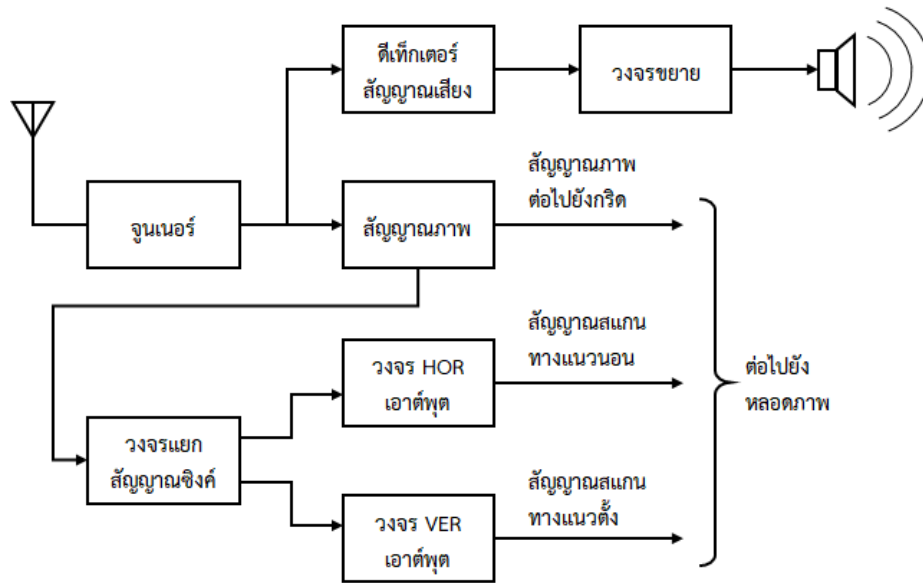 ดีเท็กเตอร์
สัญญาณเสียง
วงจรขยาย
จูนเนอร์
สัญญาณภาพ
สัญญาณภาพ
ต่อไปยังกริด
วงจรแยก
สัญญาณซิงค์
วงจร HOR
เอาต์พุต
สัญญาณสแกน
ทางแนวนอน
วงจร VER
เอาต์พุต
สัญญาณสแกน
ทางแนวตั้ง
ต่อไปยัง
หลอดภาพ